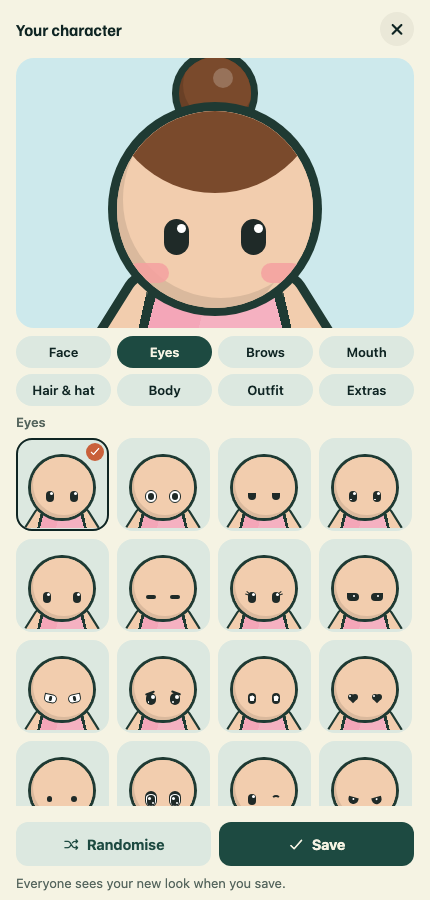 Your character
Face
Eyes
Brows
Mouth
Hair & hat
Body
Outfit
Extras
Eyes
Randomise
Save
Everyone sees your new look when you save.